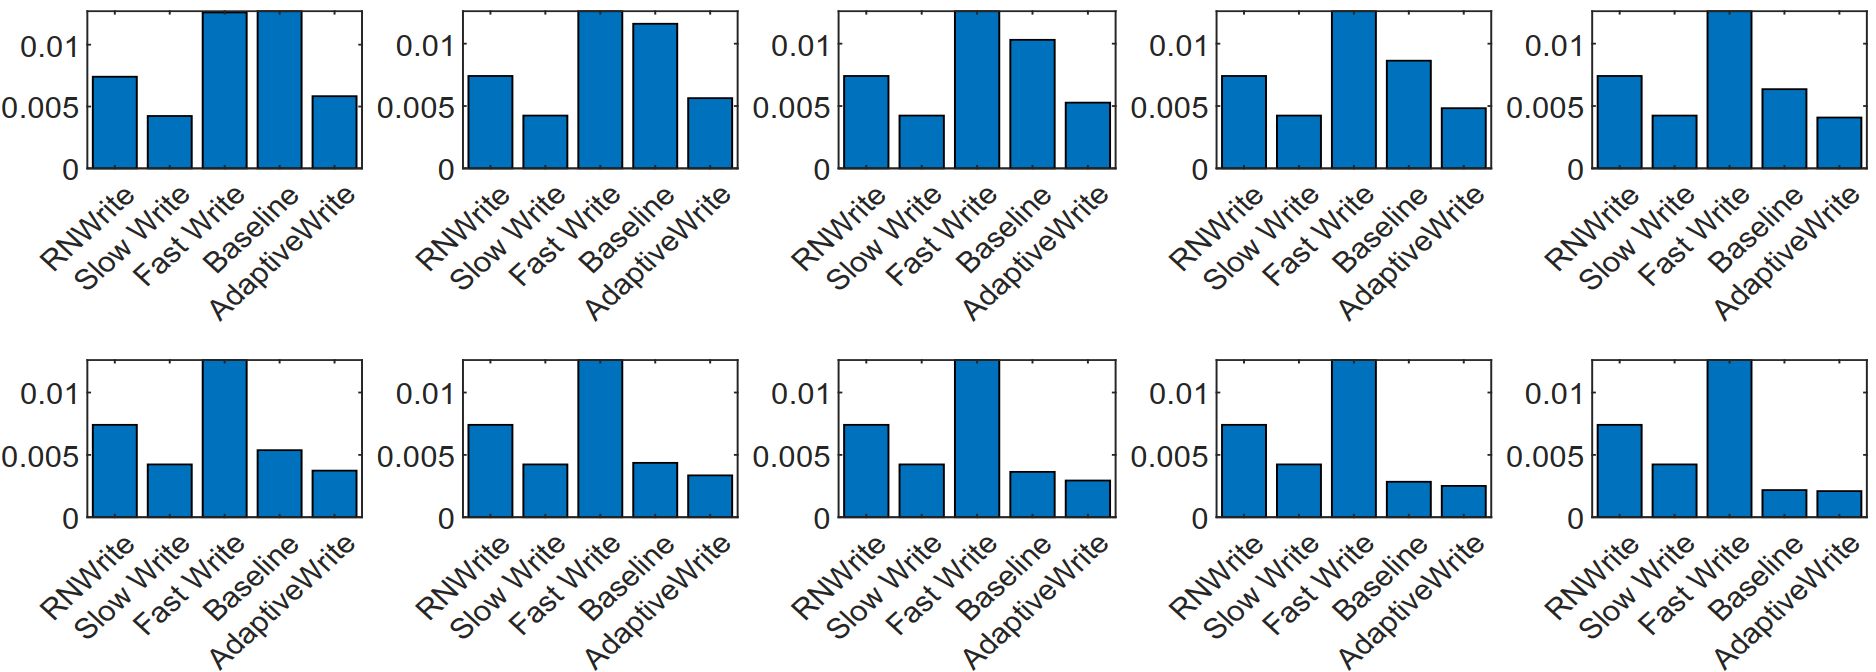 0.01
0.005
0
RNWrite
Slow Write
Fast Write
Baseline
AdaptiveWrite
0.01
0.005
0
RNWrite
Slow Write
Fast Write
Baseline
AdaptiveWrite
0.01
0.005
0
RNWrite
Slow Write
Fast Write
Baseline
AdaptiveWrite
0.01
0.005
0
RNWrite
Slow Write
Fast Write
Baseline
AdaptiveWrite
0.01
0.005
0
RNWrite
Slow Write
Fast Write
Baseline
AdaptiveWrite
0.01
0.005
0
RNWrite
Slow Write
Fast Write
Baseline
AdaptiveWrite
0.01
0.005
0
RNWrite
Slow Write
Fast Write
Baseline
AdaptiveWrite
0.01
0.005
0
RNWrite
Slow Write
Fast Write
Baseline
AdaptiveWrite
0.01
0.005
0
RNWrite
Slow Write
Fast Write
Baseline
AdaptiveWrite
0.01
0.005
0
RNWrite
Slow Write
Fast Write
Baseline
AdaptiveWrite